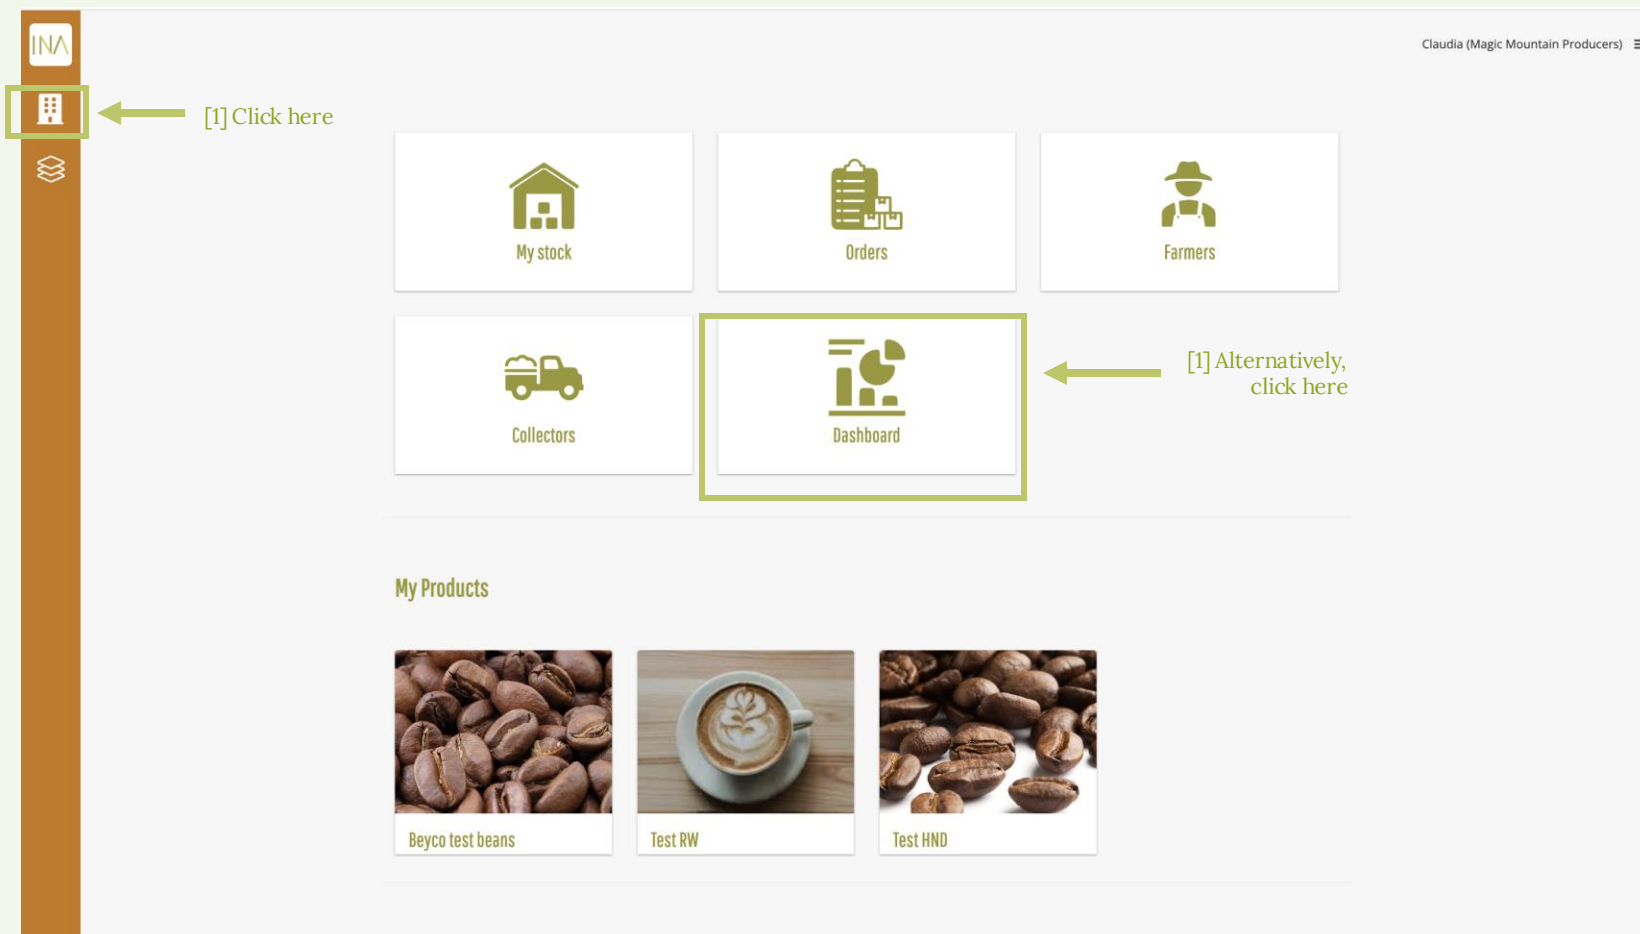 INA
Claudia (Magic Mountain Producers)
[1] Click here
My stock
Orders
Farmers
[1] Alternatively,
click here
Collectors
Dashboard
My Products
Beyco test beans
Test RW
Test HND